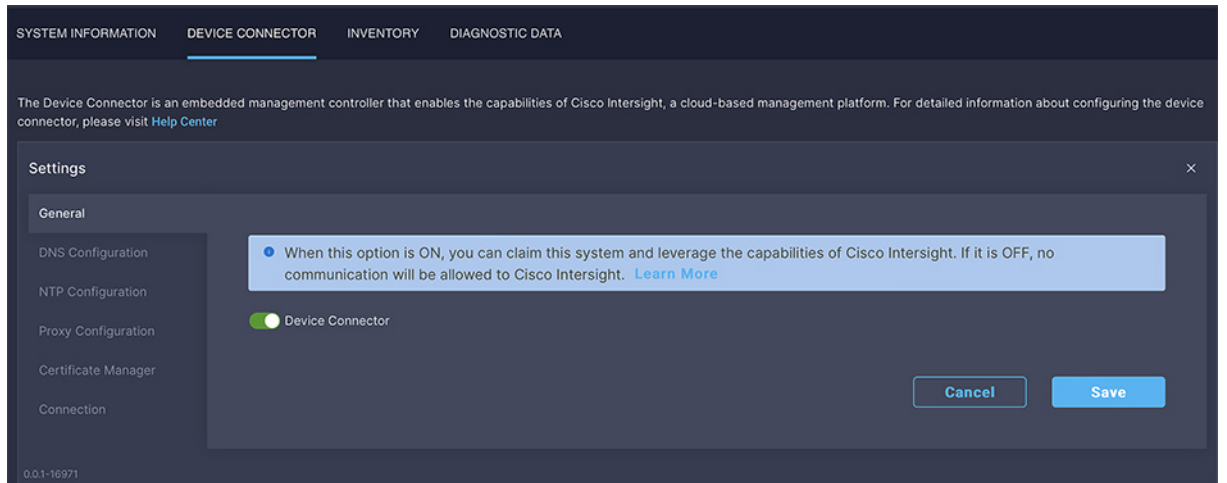 SYSTEM INFORMATION DEVICE CONNECTOR INVENTORY DIAGNOSTIC DATA
The Device Connector is an embedded management controller that enables the capabilities of Cisco Intersight, a cloud-based management platform. For detailed information about configuring the device
connector, please visit Help Center
Settings
General
DNS Configuration
NTP Configuration
Proxy Configuration
Certificate Manager
Connection
When this option is ON, you can claim this system and leverage the capabilities of Cisco Intersight. If it is OFF, no
communication will be allowed to Cisco Intersight. Learn More
Device Connector
Cancel Save
0.0.1-16971